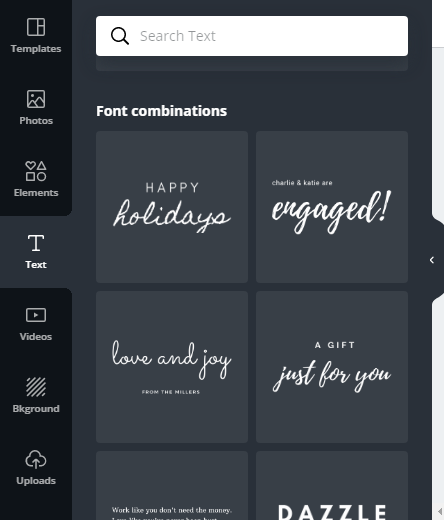 Templates
Photos
Elements
Text
Videos
Bkground
Uploads
Search Text
Font combinations
HAPPY
holidays
charlie & katie are
engaged!
love and joy
FROM THE MILLERS
A GIFT
just for you
Work like you don't need the money.
DAZZLE